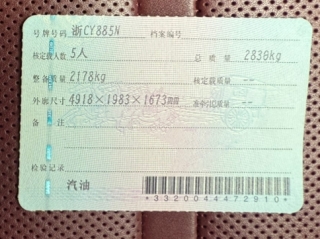 号牌号码 浙CY885N 档案编号
核定载人数 5人 总质量 2838kg
整备质量 2178kg 核定载质量 --
外廓尺寸 4918×1983×1673mm 准牵引总质量 --
备注
检验记录
汽油
*3320044472910*